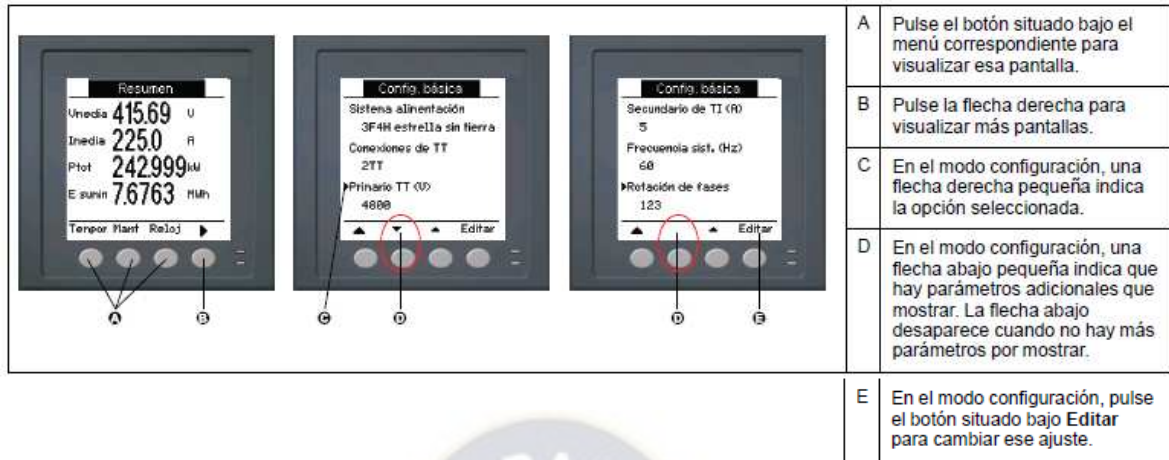 Resumen
Vmedia 415.69 V
Imedia 225.0 A
Ptot 242.999 kW
E sumin 7.6763 MWh
Tempor Mant Reloj
A
B
Config. básica
Sistema alimentación
3F4H estrella sin tierra
Conexiones de TT
2TT
Primario TT (V)
4800
Editar
C
D
Config. básica
Secundario de TI (A)
5
Frecuencia sist. (Hz)
60
Rotación de fases
123
Editar
D
E
A Pulse el botón situado bajo el
menú correspondiente para
visualizar esa pantalla.
B Pulse la flecha derecha para
visualizar más pantallas.
C En el modo configuración, una
flecha derecha pequeña indica
la opción seleccionada.
D En el modo configuración, una
flecha abajo pequeña indica que
hay parámetros adicionales que
mostrar. La flecha abajo
desaparece cuando no hay más
parámetros por mostrar.
E En el modo configuración, pulse
el botón situado bajo Editar
para cambiar ese ajuste.